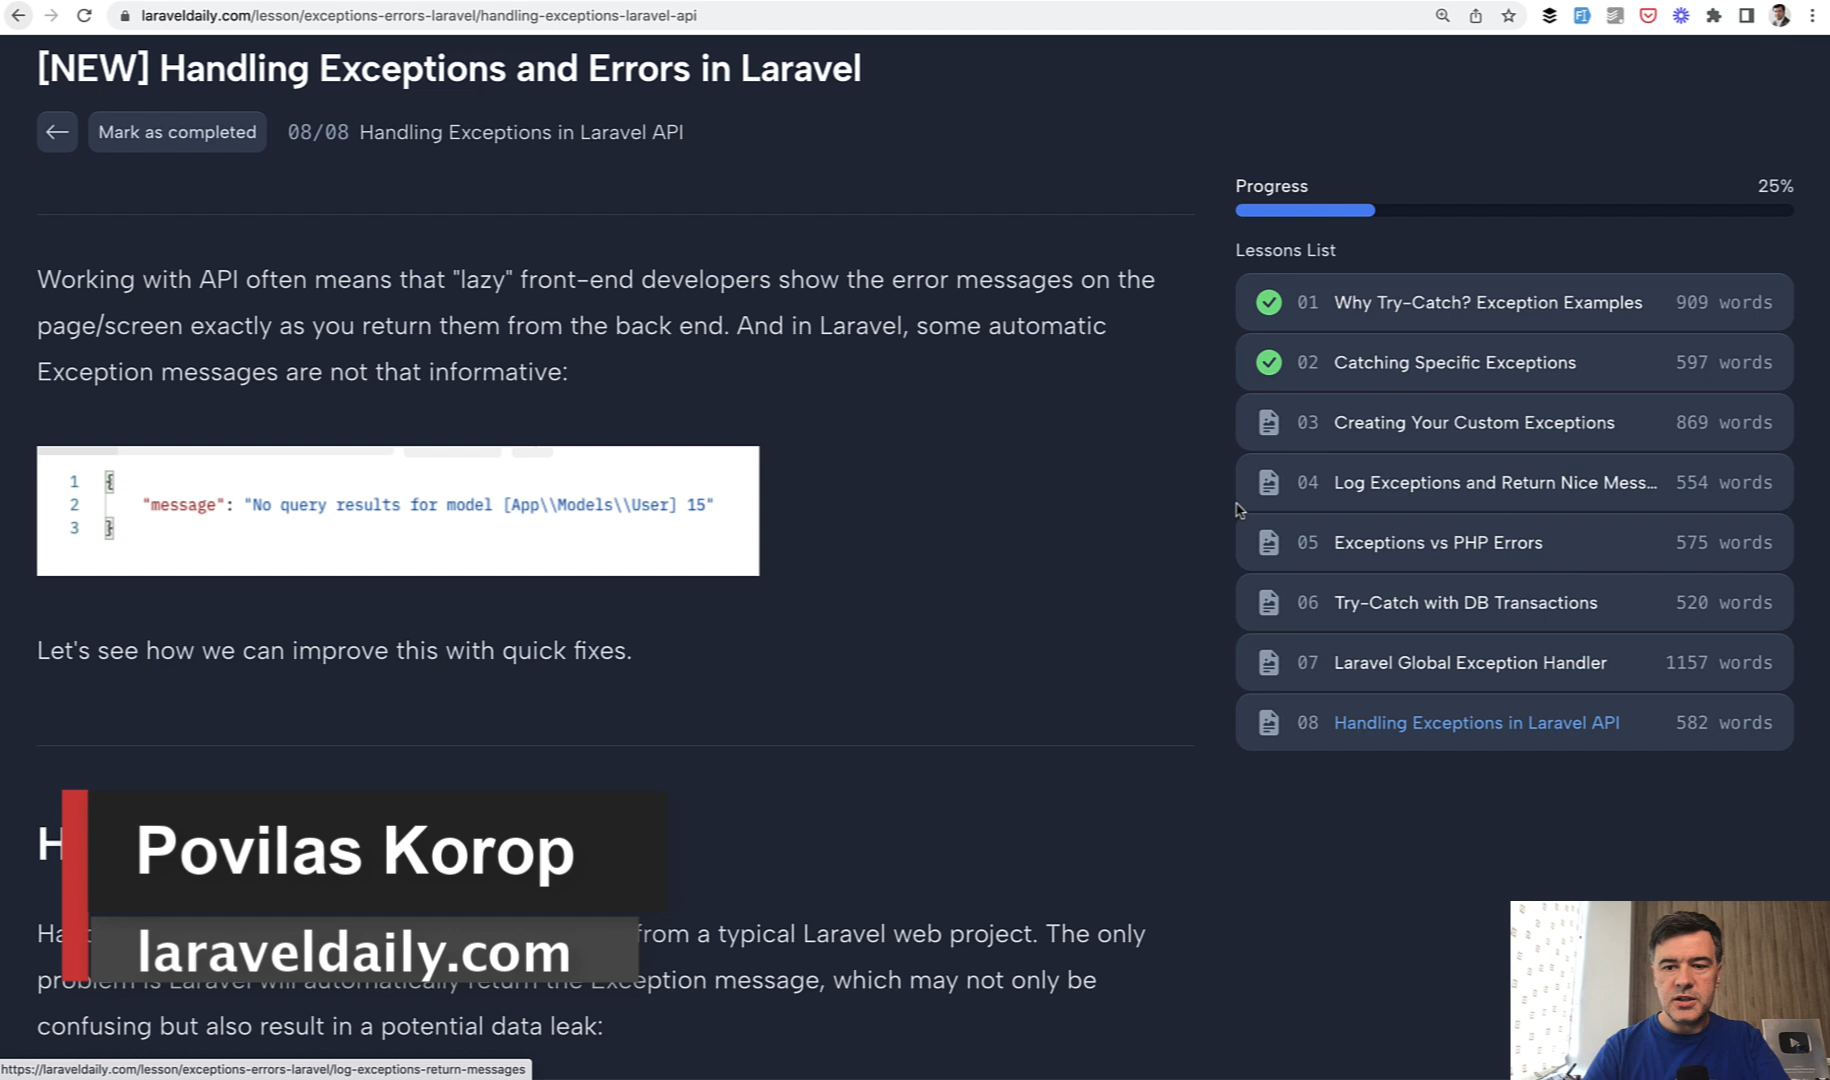 laraveldaily.com/lesson/exceptions-errors-laravel/handling-exceptions-laravel-api
[NEW] Handling Exceptions and Errors in Laravel
Mark as completed
08/08 Handling Exceptions in Laravel API
Working with API often means that "lazy" front-end developers show the error messages on the
page/screen exactly as you return them from the back end. And in Laravel, some automatic
Exception messages are not that informative:
1 {
2 "message": "No query results for model [App\\Models\\User] 15"
3 }
Let's see how we can improve this with quick fixes.
Povilas Korop
laraveldaily.com
from a typical Laravel web project. The only
problem is Laravel will automatically return the Exception message, which may not only be
confusing but also result in a potential data leak:
Progress 25%
Lessons List
01 Why Try-Catch? Exception Examples 909 words
02 Catching Specific Exceptions 597 words
03 Creating Your Custom Exceptions 869 words
04 Log Exceptions and Return Nice Mess... 554 words
05 Exceptions vs PHP Errors 575 words
06 Try-Catch with DB Transactions 520 words
07 Laravel Global Exception Handler 1157 words
08 Handling Exceptions in Laravel API 582 words
https://laraveldaily.com/lesson/exceptions-errors-laravel/log-exceptions-return-messages